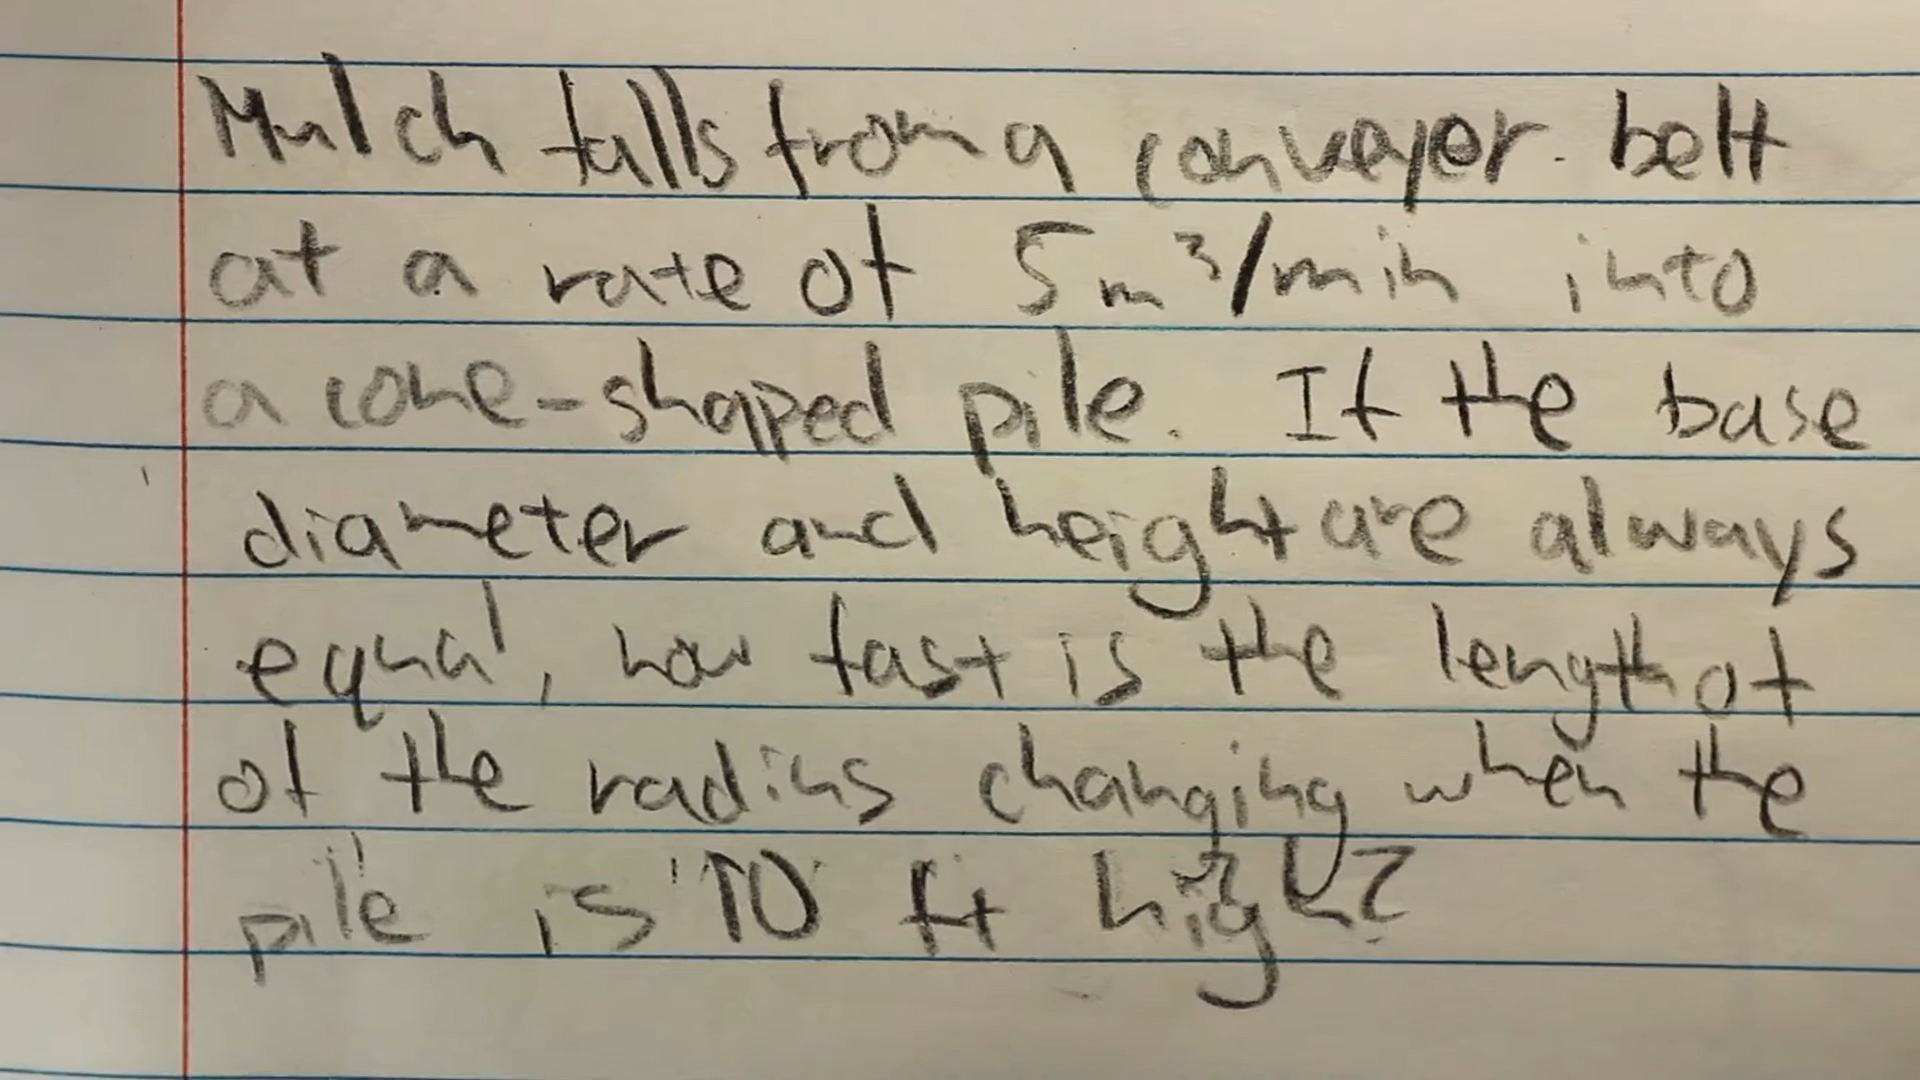 Mulch falls from a conveyer belt
at a rate of 5 m³/min into
a cone-shaped pile. If the base
diameter and height are always
equal, how fast is the length of
of the radius changing when the
pile is 10 ft high?